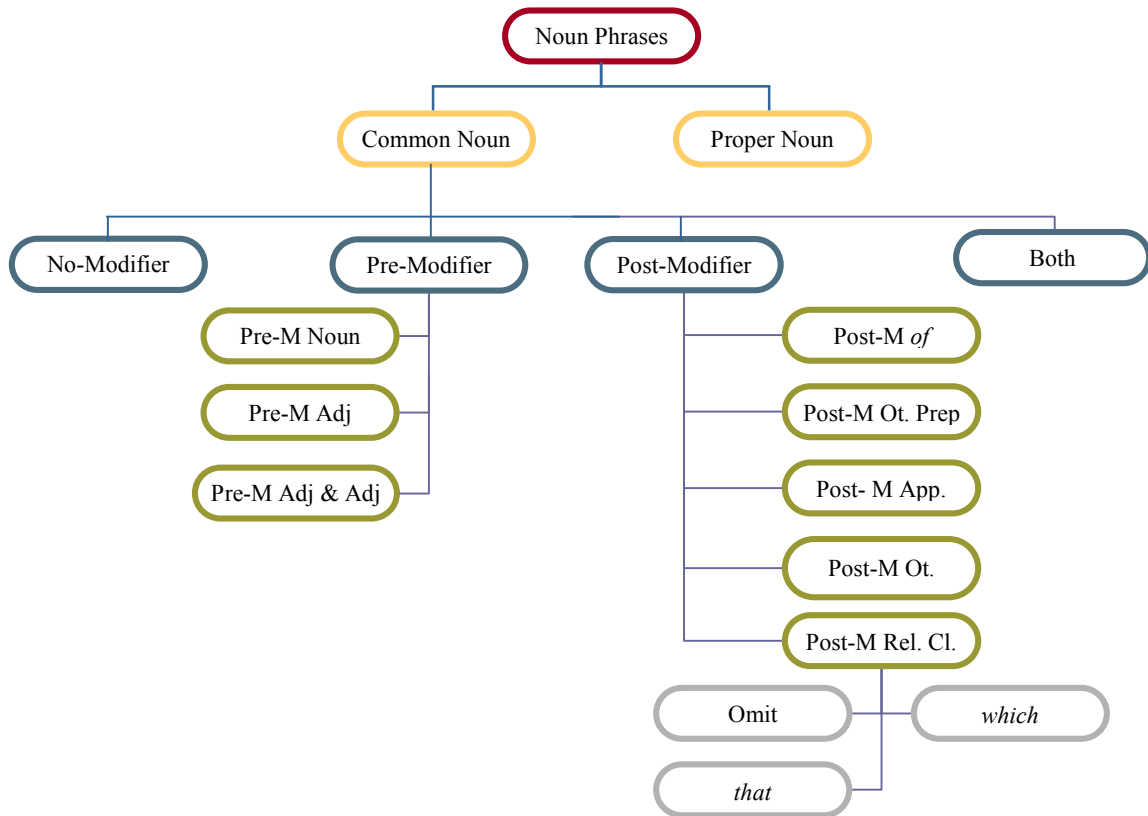 Noun Phrases
Common Noun
Proper Noun
No-Modifier
Pre-Modifier
Post-Modifier
Both
Pre-M Noun
Pre-M Adj
Pre-M Adj & Adj
Post-M of
Post-M Ot. Prep
Post- M App.
Post-M Ot.
Post-M Rel. Cl.
Omit
which
that